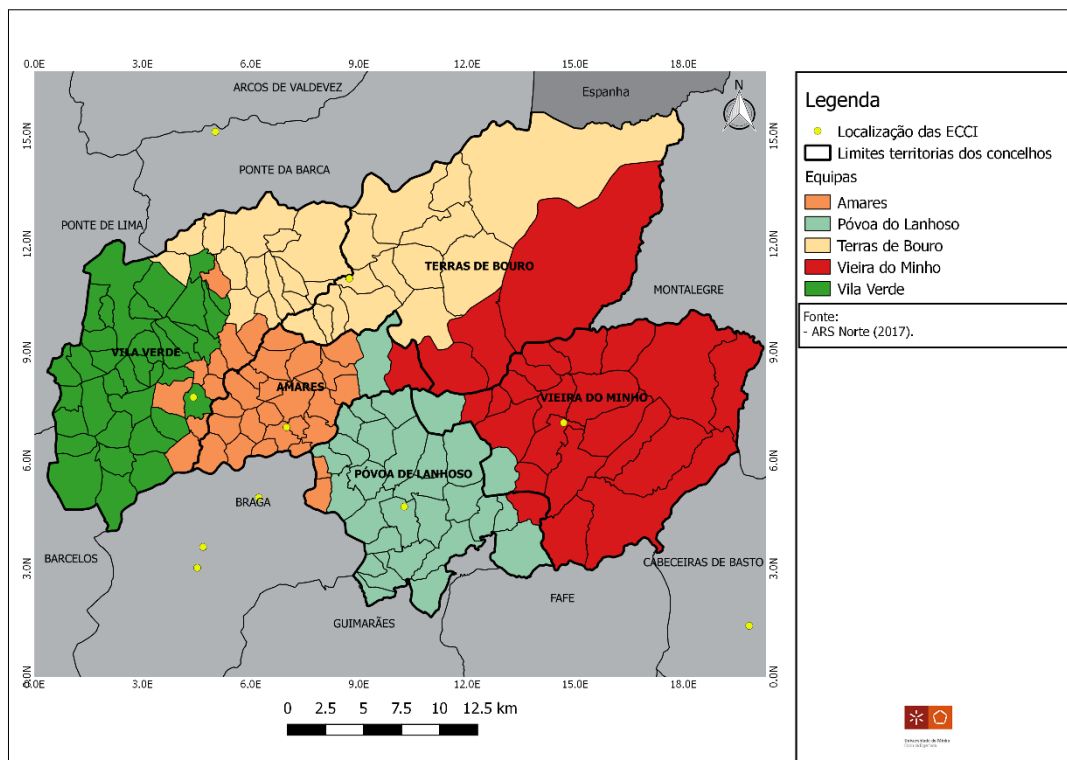 0.0E 3.0E 6.0E 9.0E 12.0E 15.0E 18.0E
ARCOS DE VALDEVEZ
Espanha
N
15.0N 15.0N
PONTE DA BARCA
PONTE DE LIMA
12.0N 12.0N
TERRAS DE BOURO
MONTALEGRE
9.0N 9.0N
VILA VERDE
AMARES
VIEIRA DO MINHO
6.0N 6.0N
PÓVOA DE LANHOSO
BRAGA
BARCELOS
CABECEIRAS DE BASTO
3.0N 3.0N
FAFE
GUIMARÃES
0.0N 0.0N
0.0E 3.0E 6.0E 9.0E 12.0E 15.0E 18.0E
0 2.5 5 7.5 10 12.5 km
Legenda
Localização das ECCI
Limites territorias dos concelhos
Equipas
Amares
Póvoa do Lanhoso
Terras de Bouro
Vieira do Minho
Vila Verde
Fonte:
- ARS Norte (2017).
Universidade do Minho